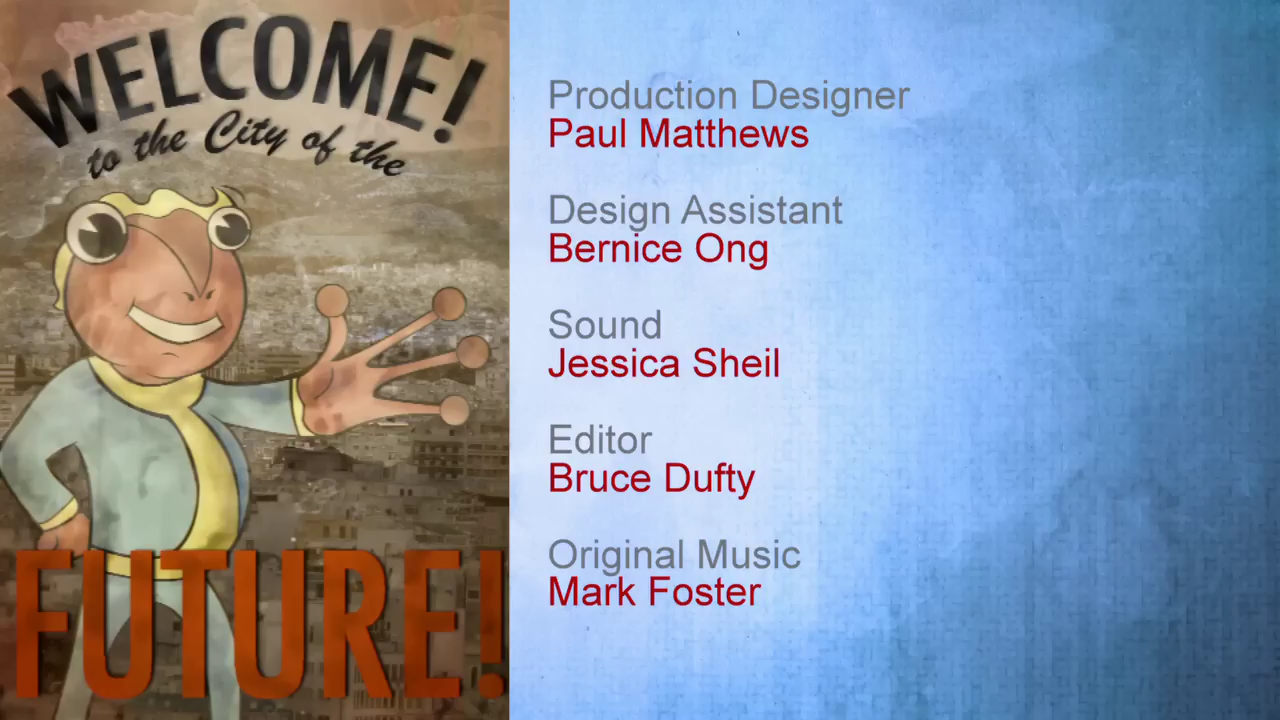 WELCOME!
to the City of the
FUTURE!
Production Designer
Paul Matthews
Design Assistant
Bernice Ong
Sound
Jessica Sheil
Editor
Bruce Dufty
Original Music
Mark Foster